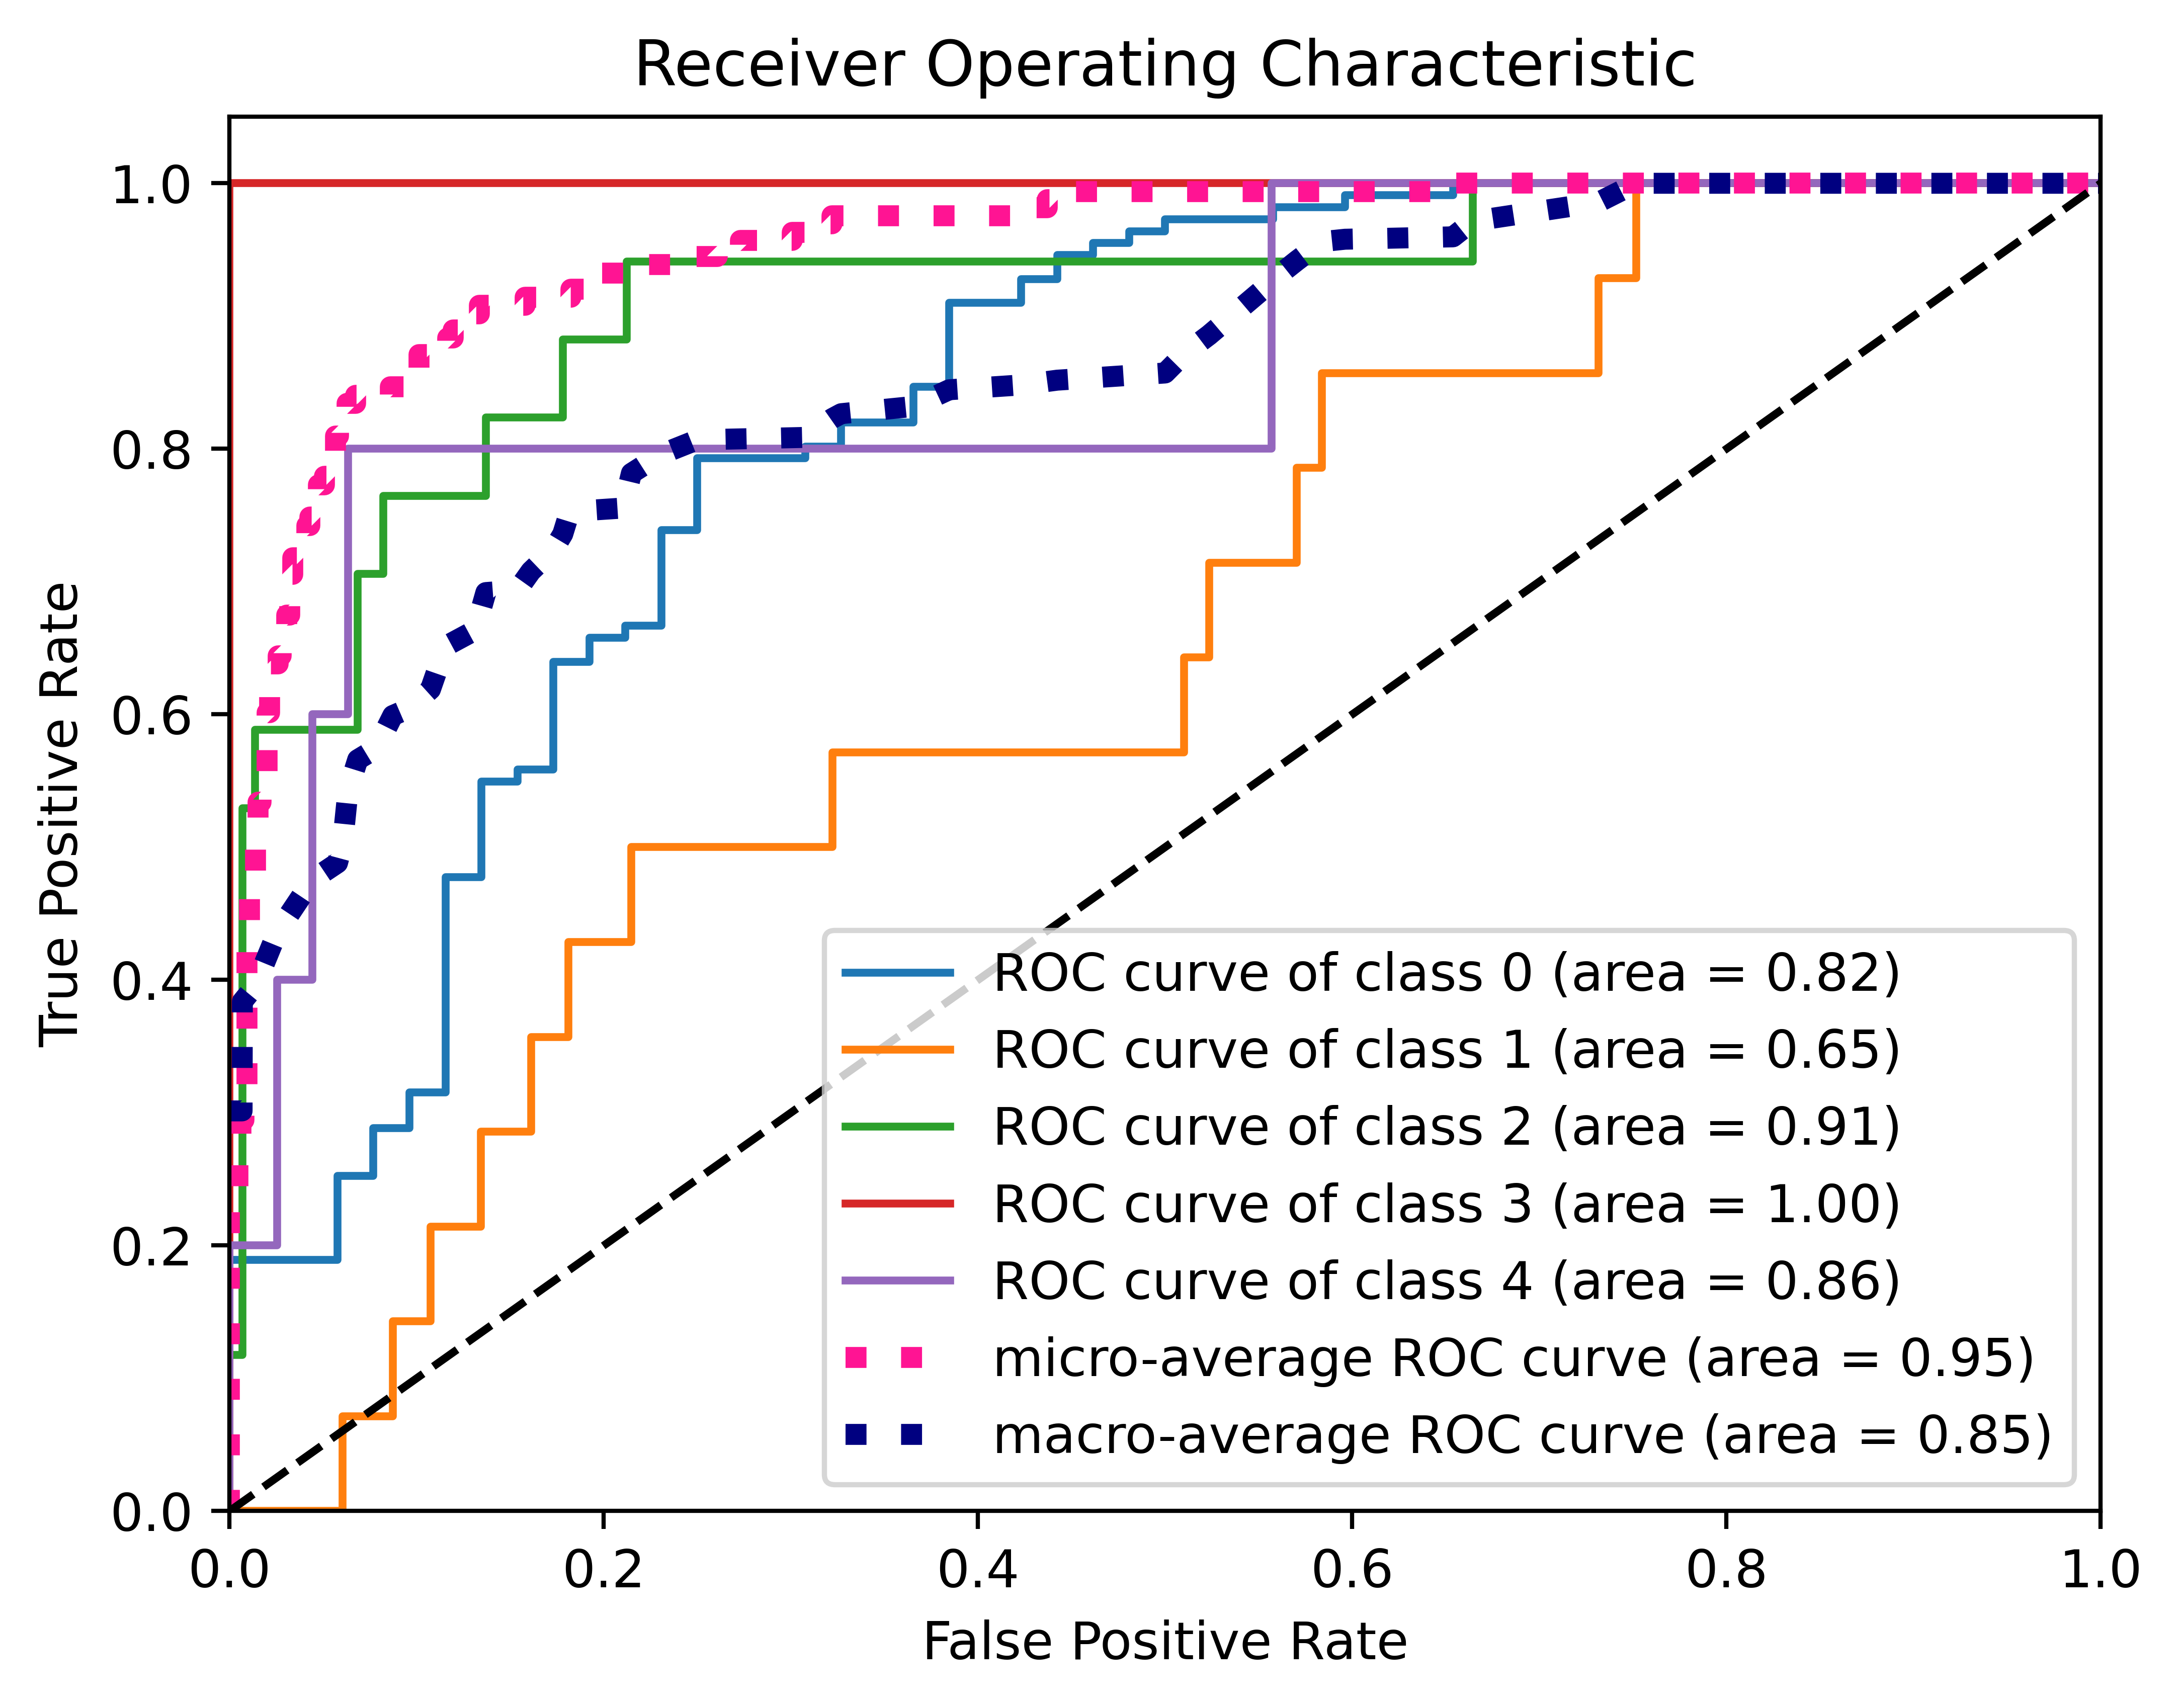 Receiver Operating Characteristic
1.0
0.8
0.6
0.4
0.2
0.0
True Positive Rate
ROC curve of class 0 (area = 0.82)
ROC curve of class 1 (area = 0.65)
ROC curve of class 2 (area = 0.91)
ROC curve of class 3 (area = 1.00)
ROC curve of class 4 (area = 0.86)
micro-average ROC curve (area = 0.95)
macro-average ROC curve (area = 0.85)
0.0 0.2 0.4 0.6 0.8 1.0
False Positive Rate